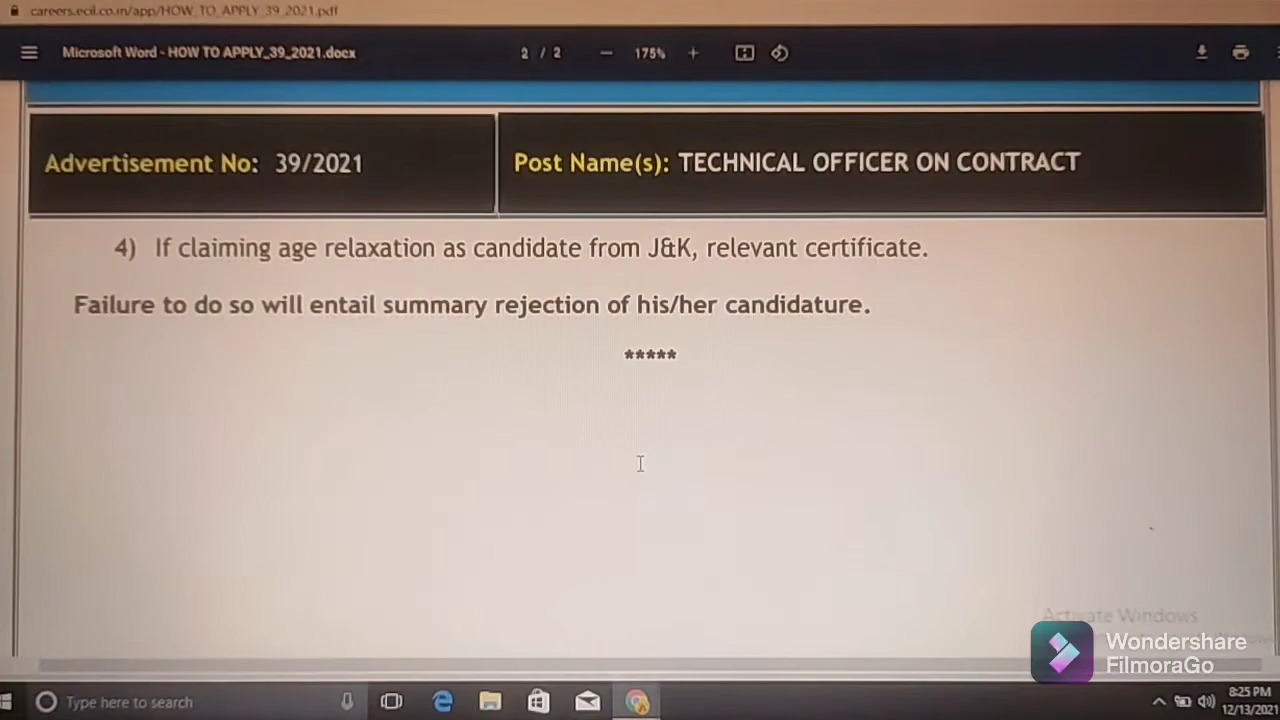 careers.ecil.co.in/app/HOW_TO_APPLY_39_2021.pdf
Microsoft Word - HOW TO APPLY_39_2021.docx
2 / 2
175%
Advertisement No: 39/2021
Post Name(s): TECHNICAL OFFICER ON CONTRACT
4) If claiming age relaxation as candidate from J&K, relevant certificate.
Failure to do so will entail summary rejection of his/her candidature.
*****
Activate Windows
Wondershare
FilmoraGo
Type here to search
8:25 PM
12/13/2021